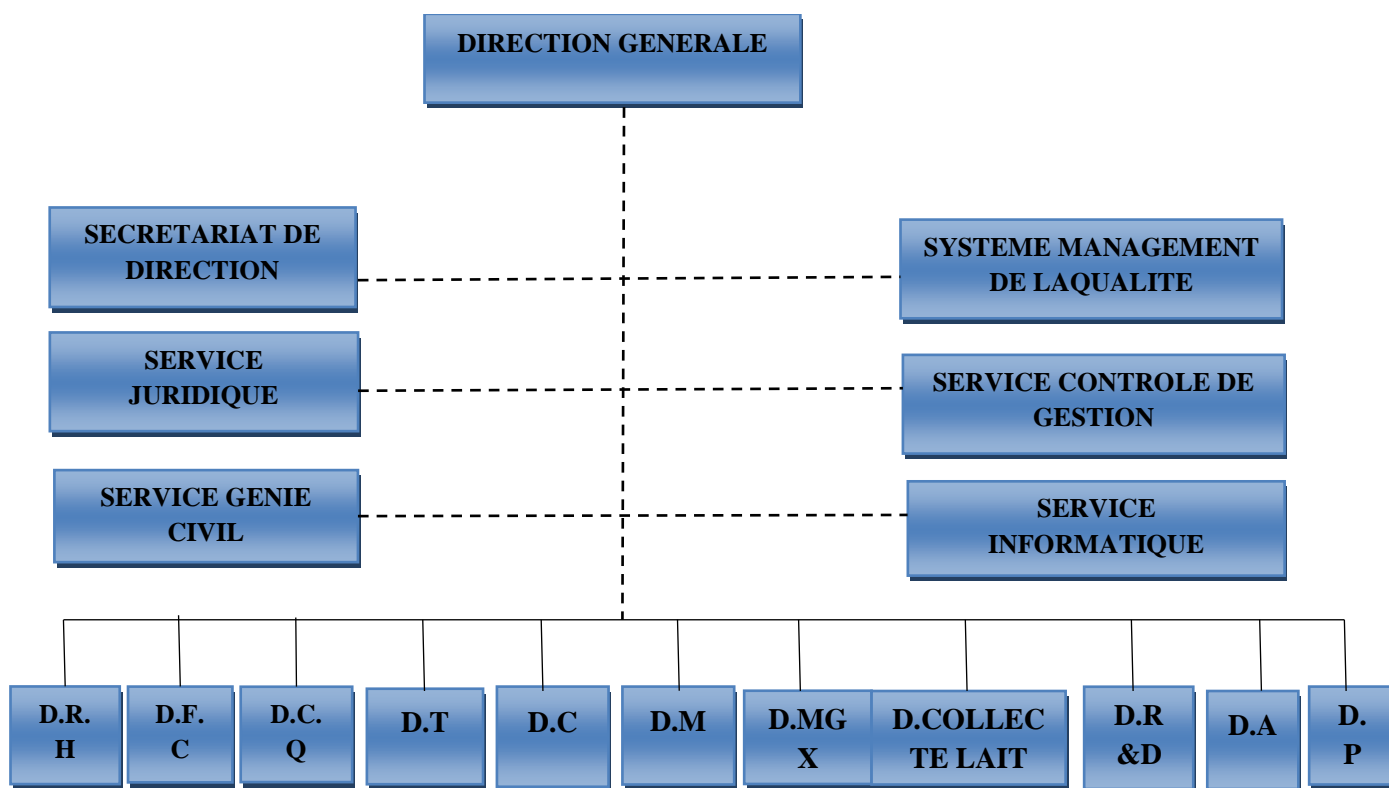 DIRECTION GENERALE
SECRETARIAT DE
DIRECTION
SYSTEME MANAGEMENT
DE LAQUALITE
SERVICE
JURIDIQUE
SERVICE CONTROLE DE
GESTION
SERVICE GENIE
CIVIL
SERVICE
INFORMATIQUE
D.R.
H
D.F.
C
D.C.
Q
D.T
D.C
D.M
D.MG
X
D.COLLEC
TE LAIT
D.R
&D
D.A
D.
P